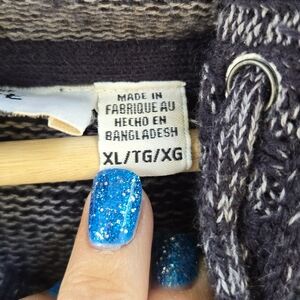 MADE IN
FABRIQUE AU
HECHO EN
BANGLADESH
XL/TG/XG